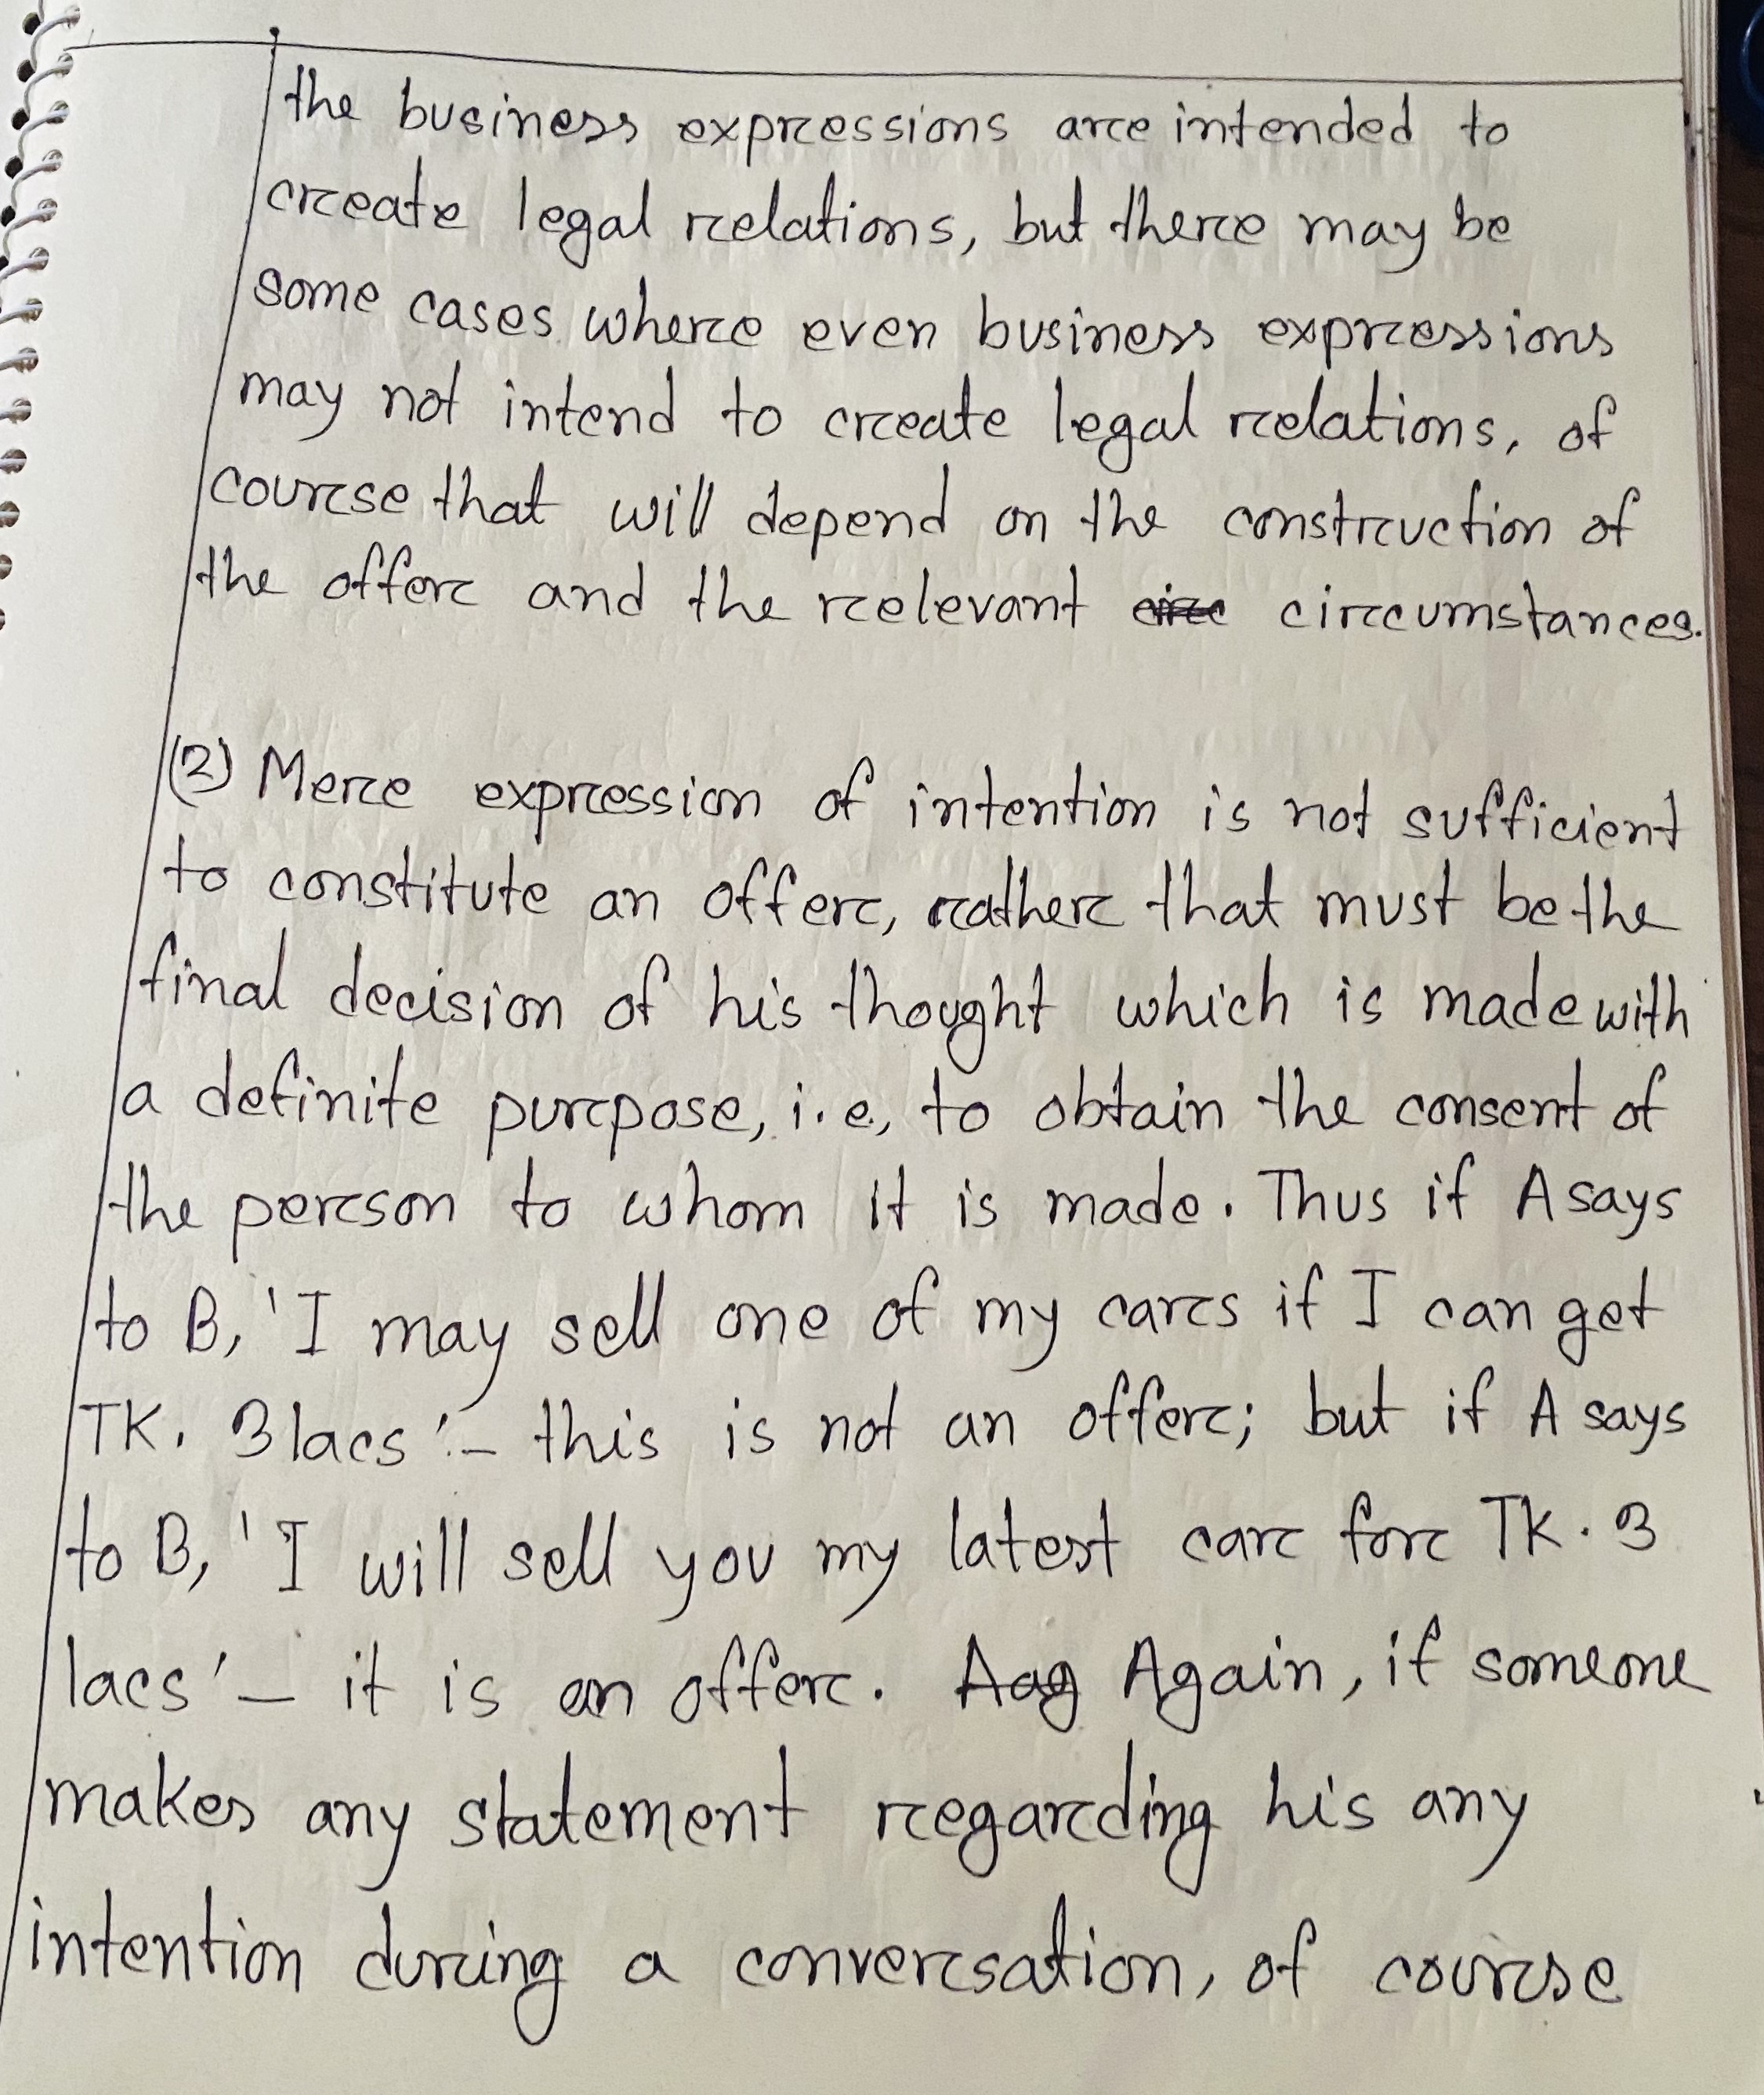 the business expressions are intended to
create legal relations, but there may be
some cases where even business expressions
may not intend to create legal relations, of
course that will depend on the construction of
the offer and the relevant circ circumstances.
(2) Mere expression of intention is not sufficient
to constitute an offer, rather that must be the
final decision of his thought which is made with
a definite purpose, i.e, to obtain the consent of
the person to whom it is made. Thus if A says
to B, 'I may sell one of my cars if I can get
TK. 3 lacs'- this is not an offer; but if A says
to B, 'I will sell you my latest car for TK. 3
lacs' — it is an offer. Aag Again, if someone
makes any statement regarding his any
intention during a conversation, of course